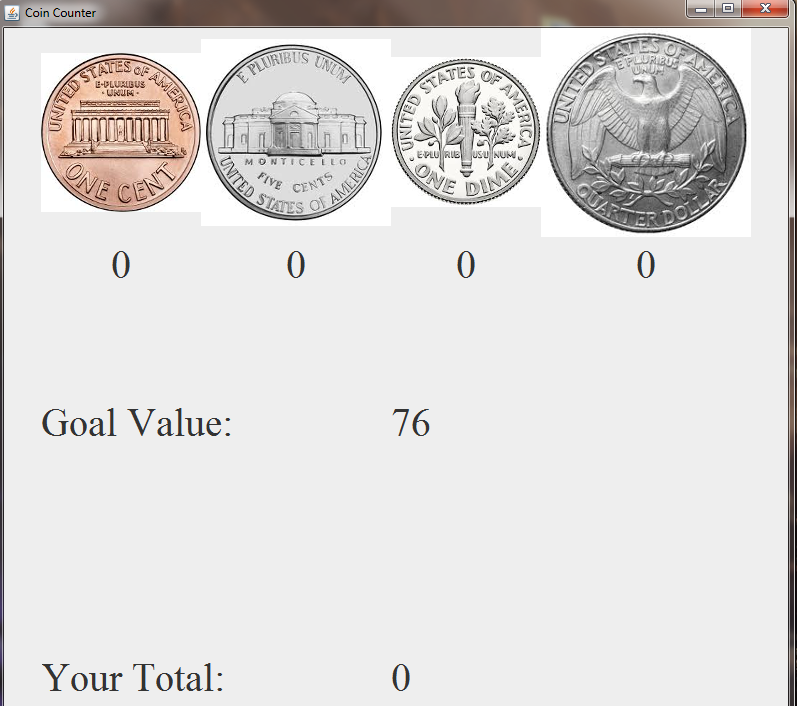 Coin Counter
UNITED STATES OF AMERICA
E·PLURIBUS
·UNUM·
ONE CENT
E PLURIBUS UNUM
MONTICELLO
FIVE CENTS
UNITED STATES OF AMERICA
UNITED STATES OF AMERICA
·E·PLURIBUS UNUM·
ONE DIME
UNITED STATES OF AMERICA
E PLURIBUS
UNUM
QUARTER DOLLAR
0 0 0 0
Goal Value: 76
Your Total: 0